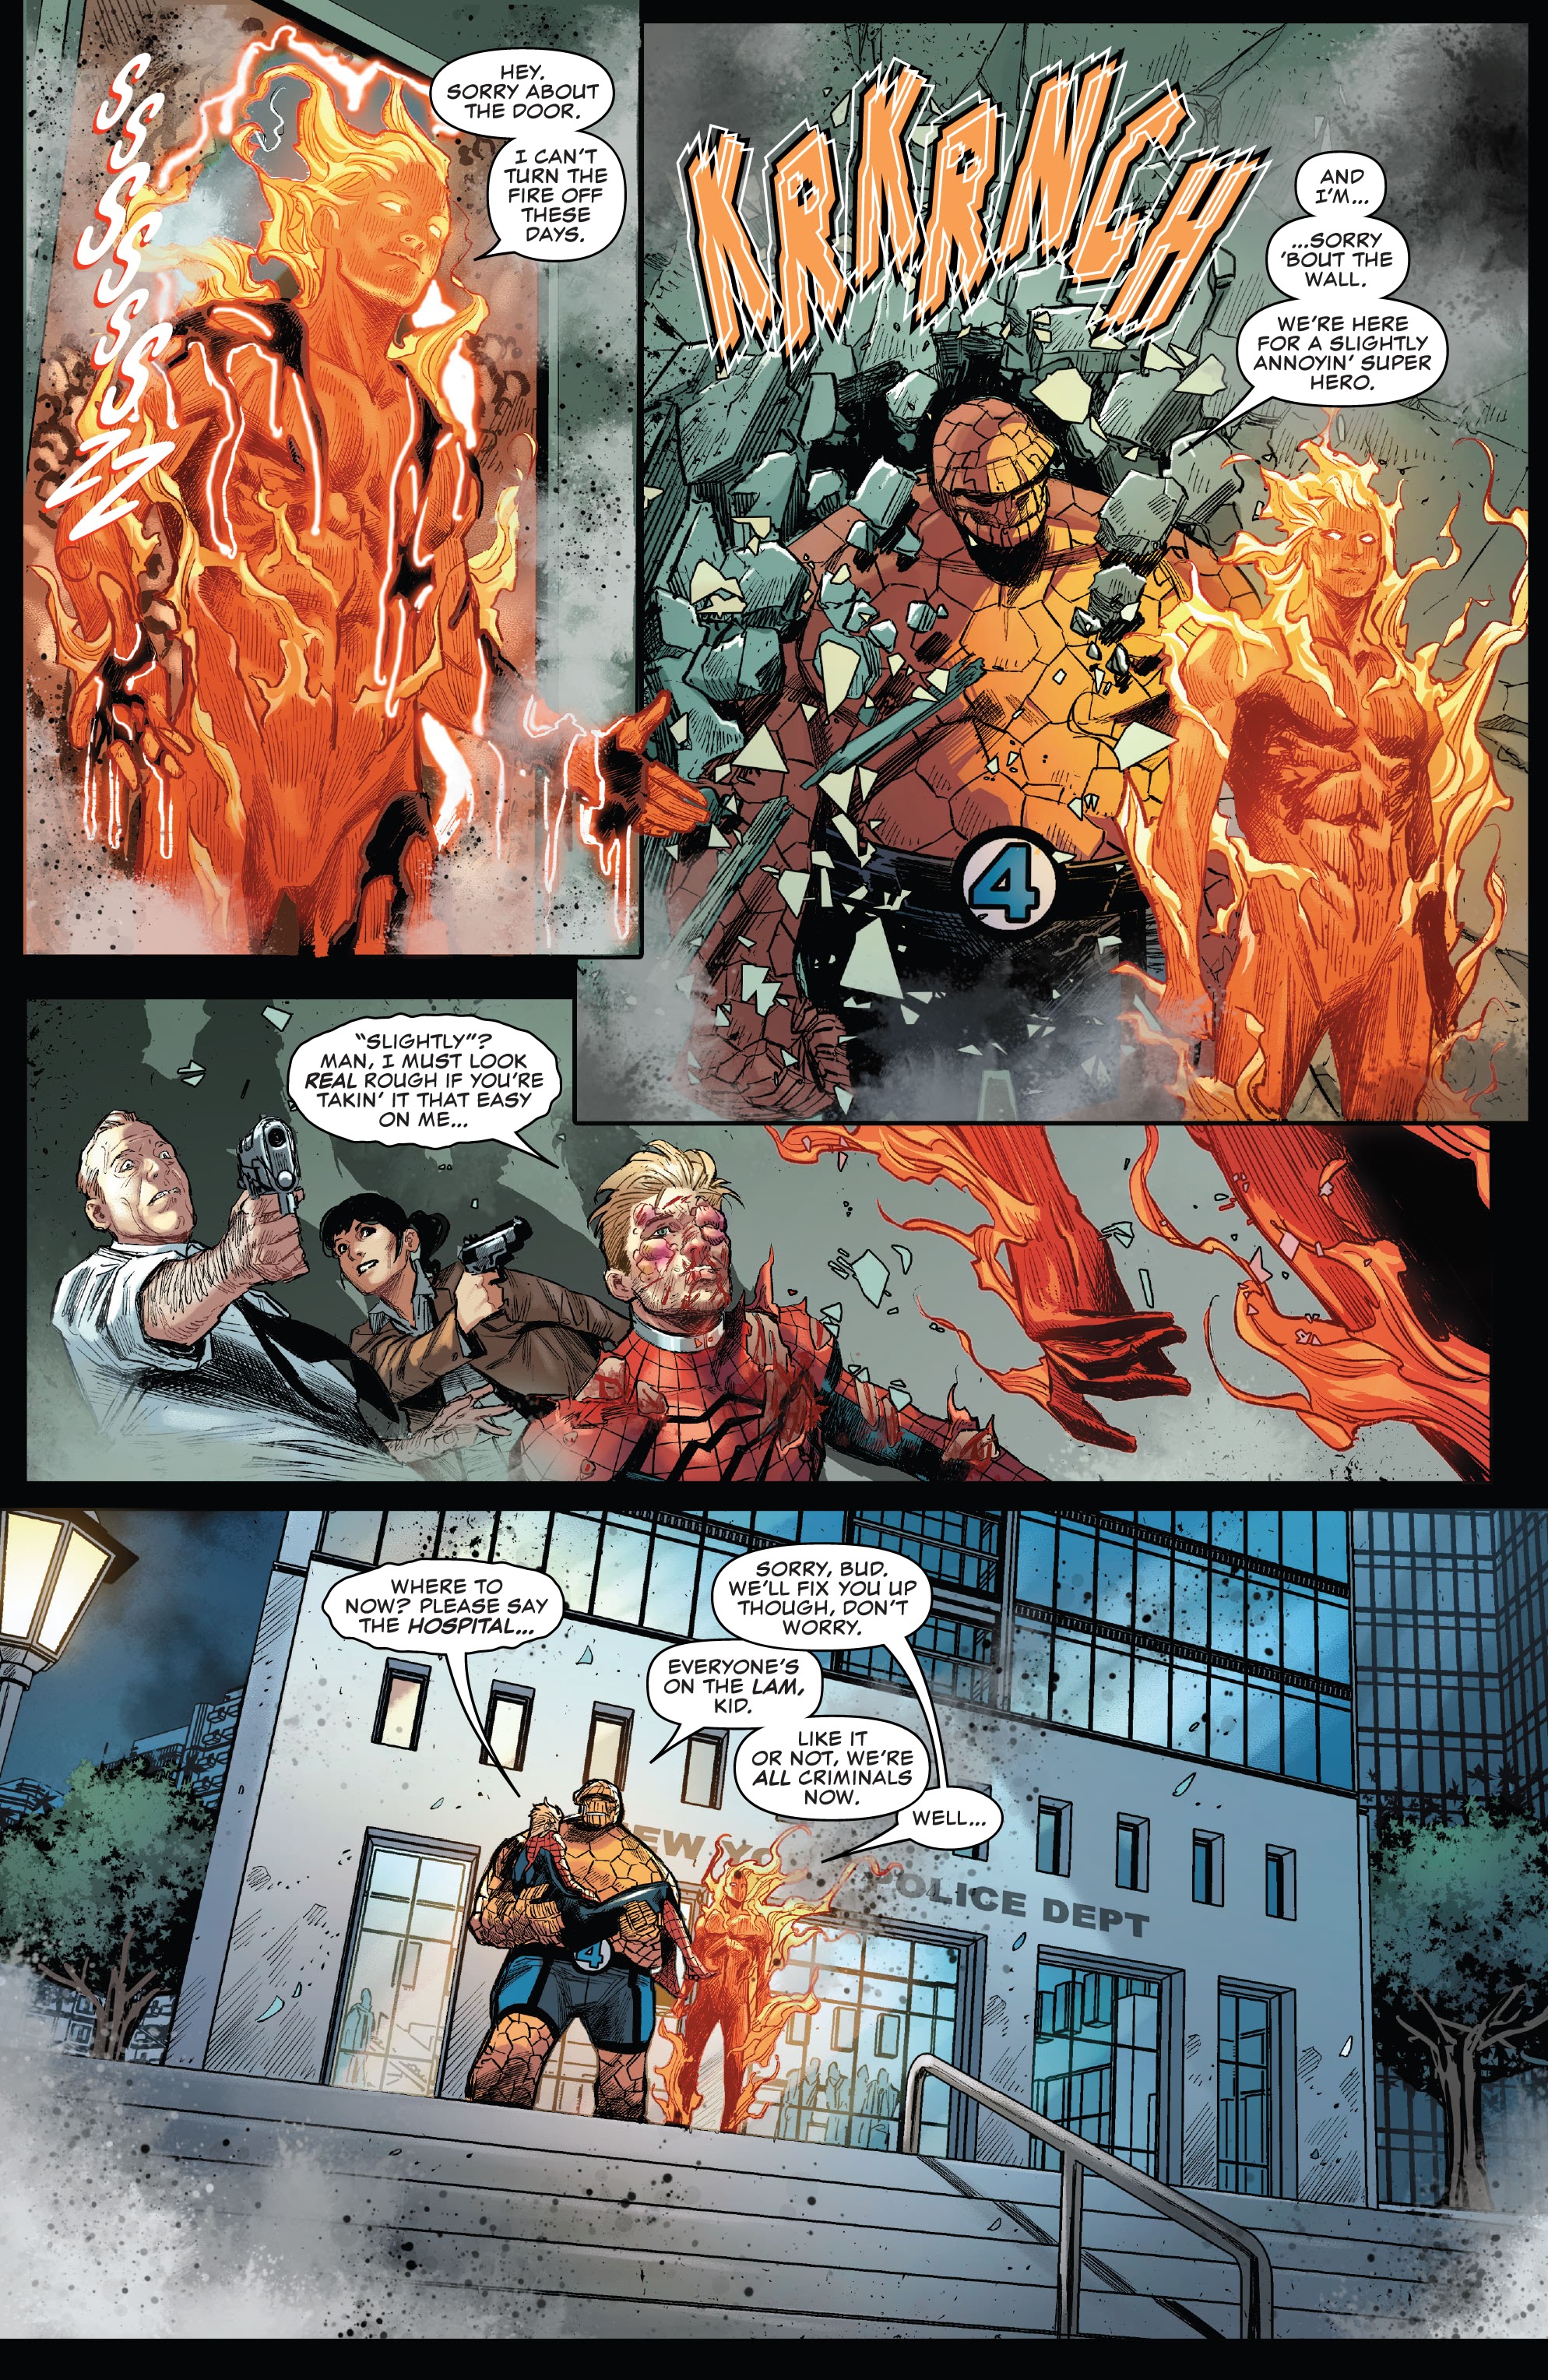 SSSSSSSZZ
HEY.
SORRY ABOUT
THE DOOR.
I CAN'T
TURN THE
FIRE OFF
THESE
DAYS.
KRKRNCH
AND
I'M...
...SORRY
'BOUT THE
WALL.
WE'RE HERE
FOR A SLIGHTLY
ANNOYIN' SUPER
HERO.
4
"SLIGHTLY"?
MAN, I MUST LOOK
REAL ROUGH IF YOU'RE
TAKIN' IT THAT EASY
ON ME...
WHERE TO
NOW? PLEASE SAY
THE HOSPITAL...
SORRY, BUD.
WE'LL FIX YOU UP
THOUGH, DON'T
WORRY.
EVERYONE'S
ON THE LAM,
KID.
LIKE IT
OR NOT, WE'RE
ALL CRIMINALS
NOW.
WELL...
EW YO POLICE DEPT
4